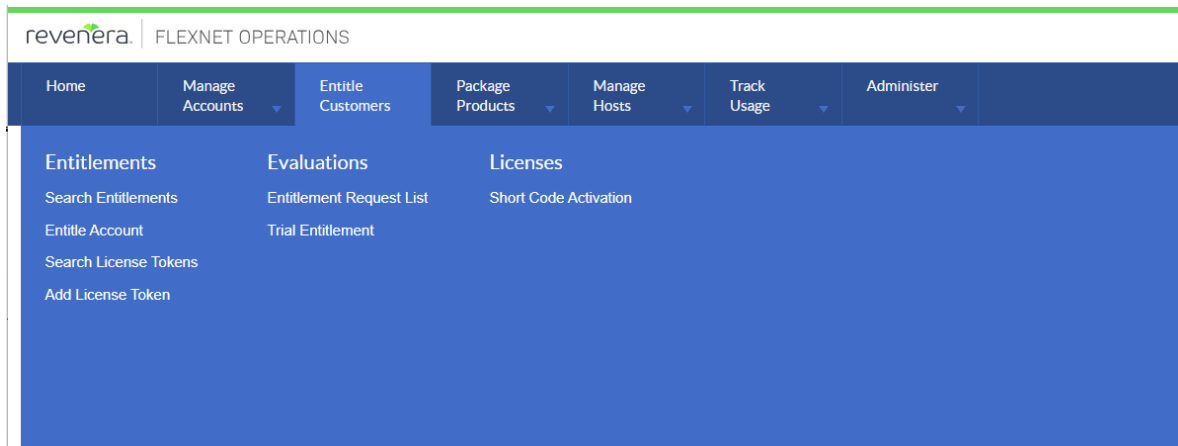 revenera. FLEXNET OPERATIONS
Home
Manage
Accounts
Entitle
Customers
Package
Products
Manage
Hosts
Track
Usage
Administer
Entitlements
Search Entitlements
Entitle Account
Search License Tokens
Add License Token
Evaluations
Entitlement Request List
Trial Entitlement
Licenses
Short Code Activation